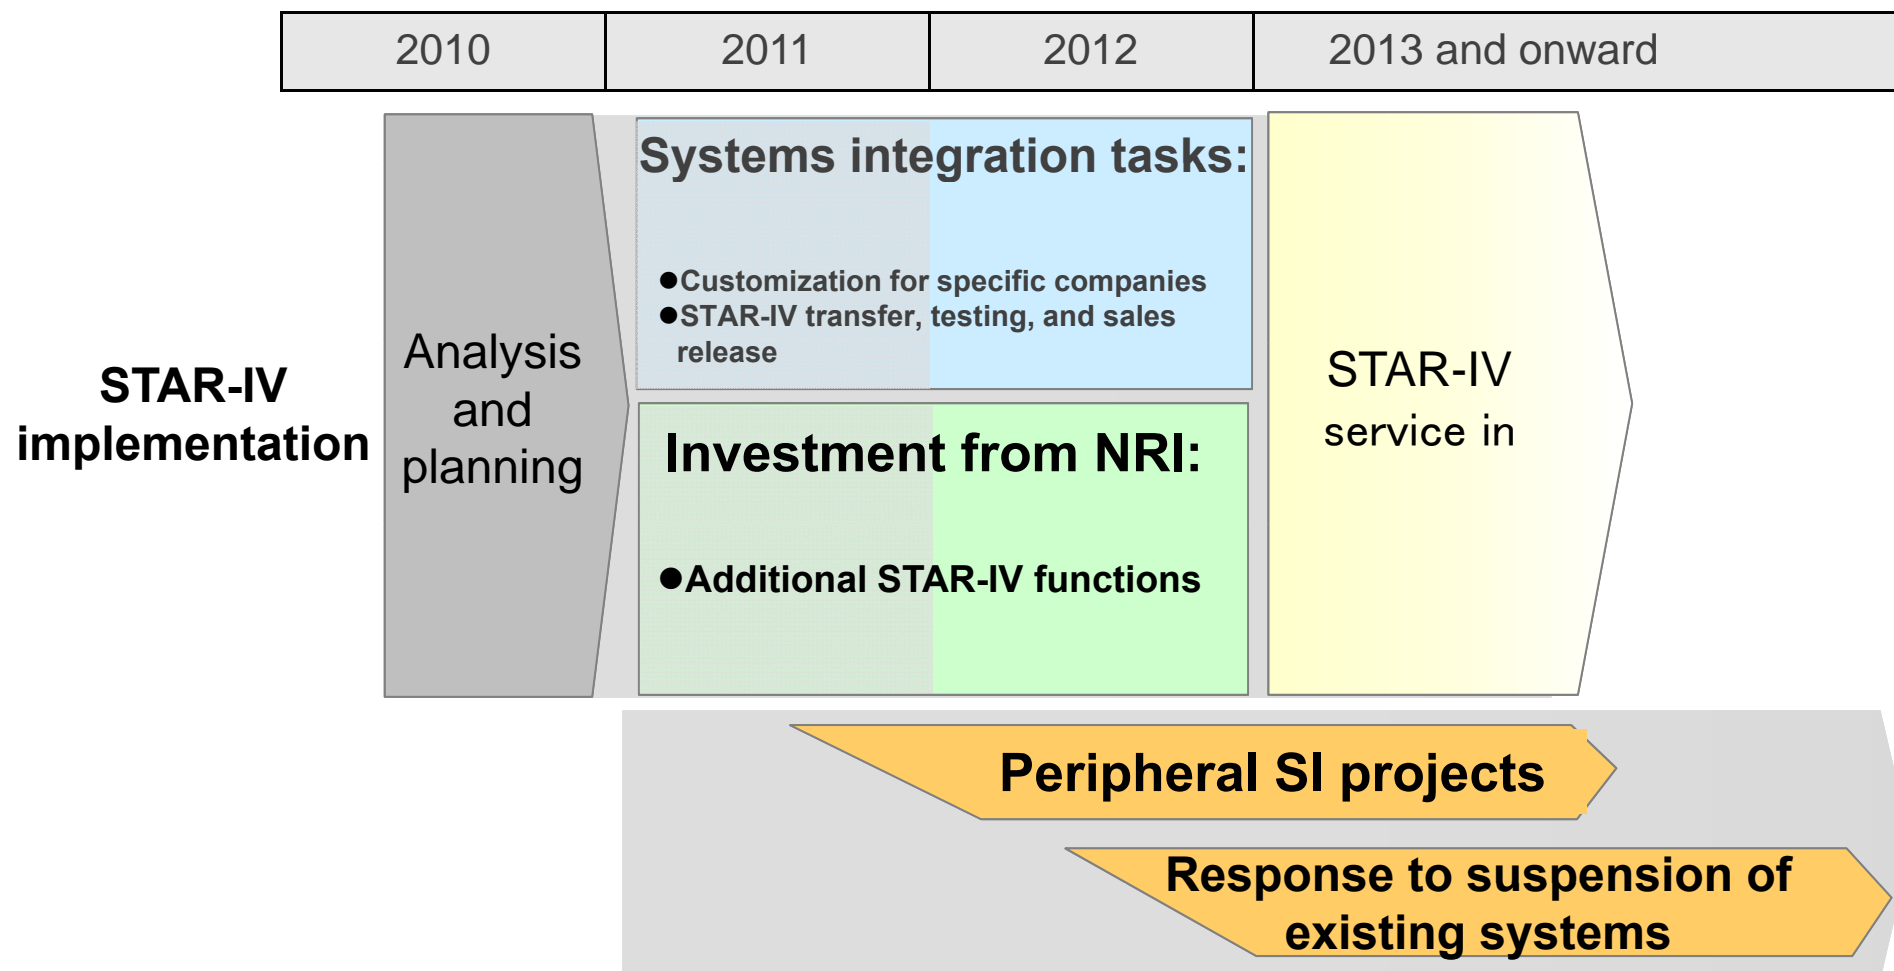 2010 2011 2012 2013 and onward
STAR-IV
implementation
Analysis
and
planning
Systems integration tasks:
●Customization for specific companies
●STAR-IV transfer, testing, and sales
release
Investment from NRI:
●Additional STAR-IV functions
STAR-IV
service in
Peripheral SI projects
Response to suspension of
existing systems